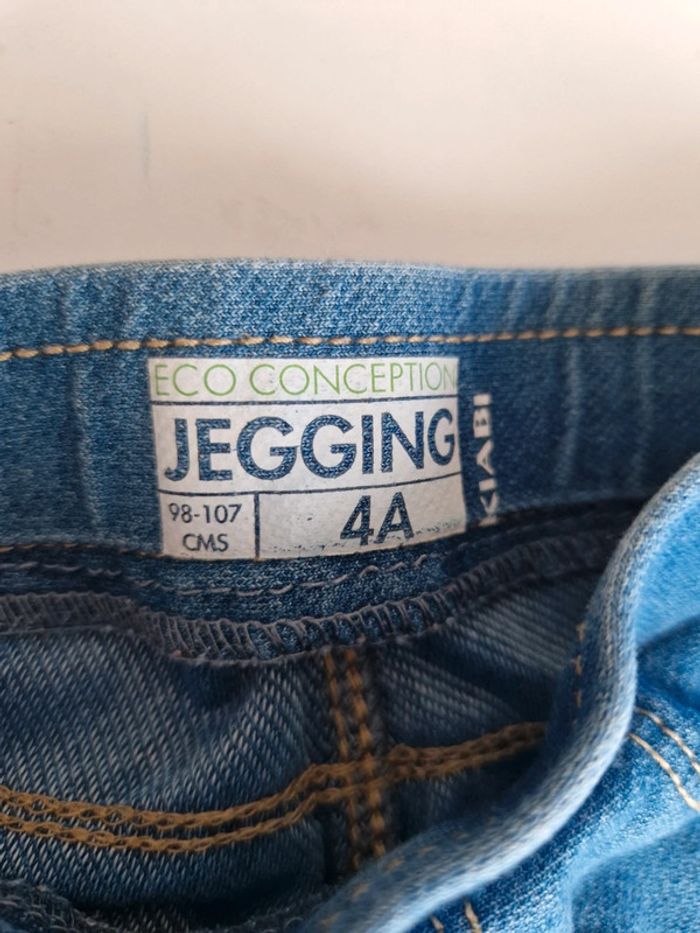 ECO CONCEPTION
JEGGING
98-107
CMS
4A
KIABI